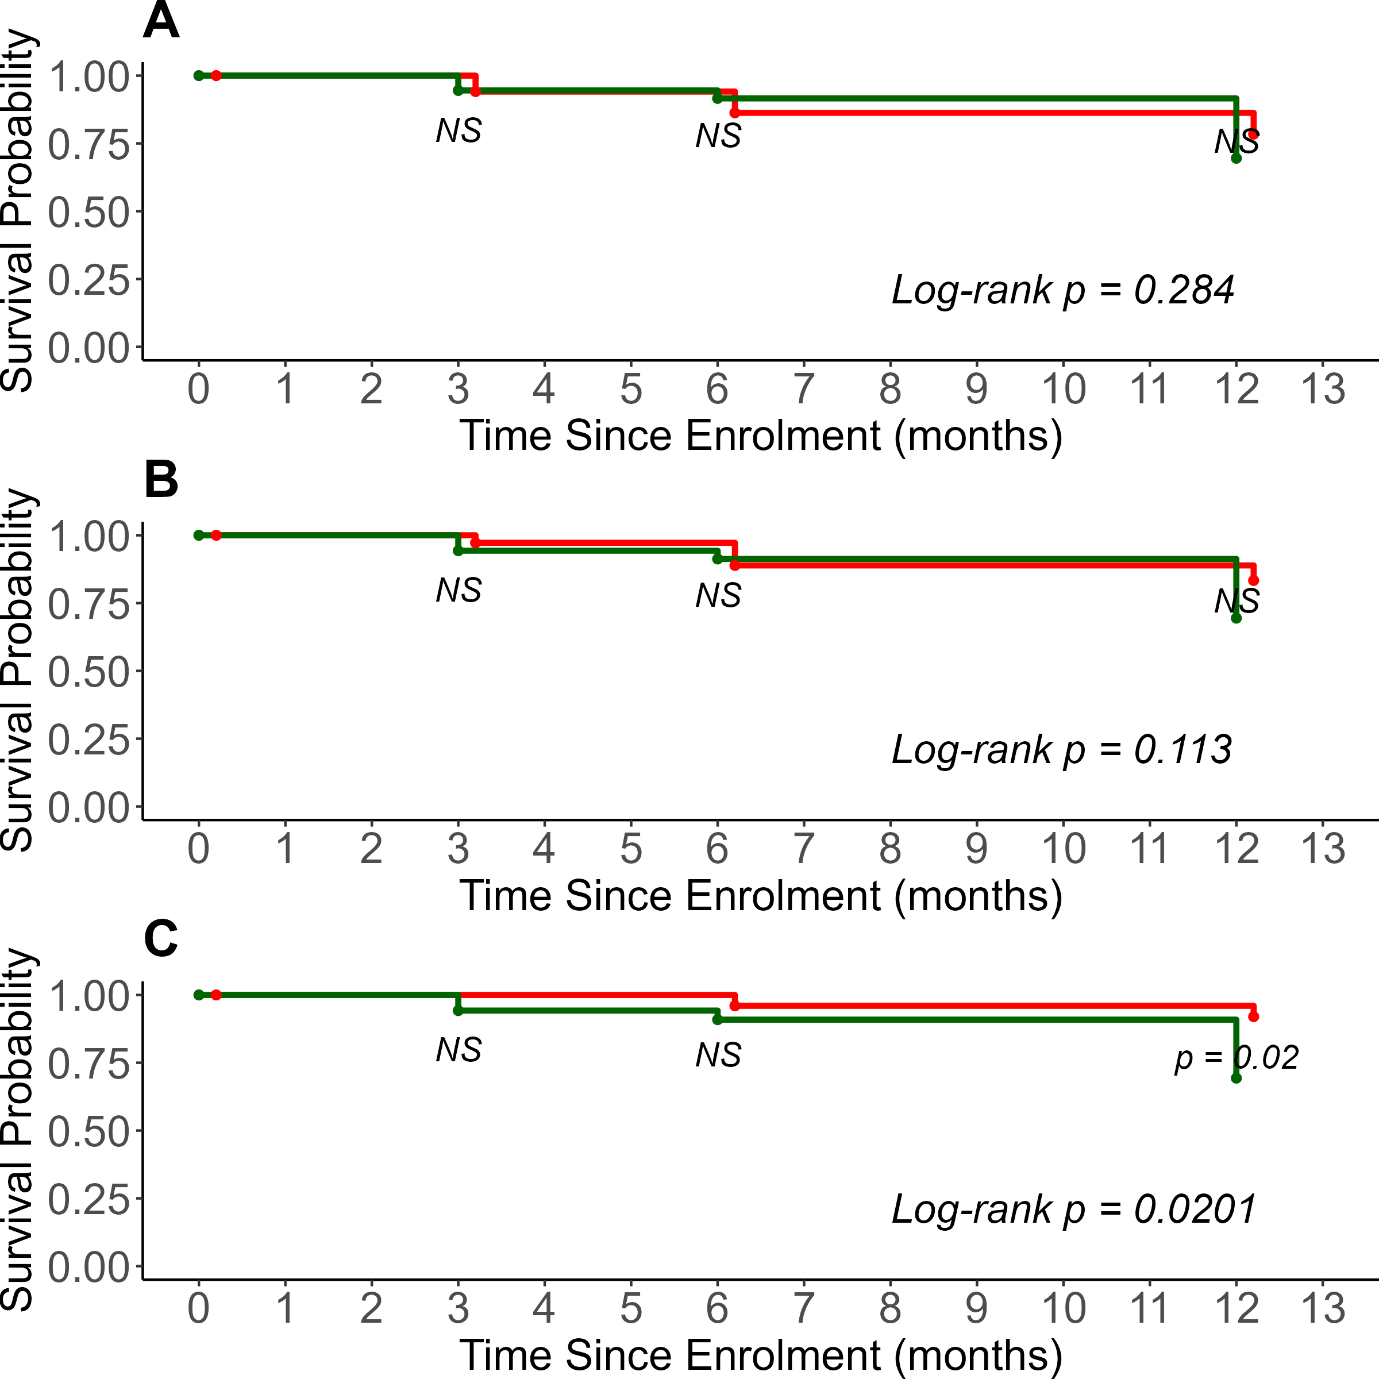 A
Survival Probability
1.00
0.75
0.50
0.25
0.00
NS
NS
NS
Log-rank p = 0.284
0 1 2 3 4 5 6 7 8 9 10 11 12 13
Time Since Enrolment (months)
B
Survival Probability
1.00
0.75
0.50
0.25
0.00
NS
NS
NS
Log-rank p = 0.113
0 1 2 3 4 5 6 7 8 9 10 11 12 13
Time Since Enrolment (months)
C
Survival Probability
1.00
0.75
0.50
0.25
0.00
NS
NS
p = 0.02
Log-rank p = 0.0201
0 1 2 3 4 5 6 7 8 9 10 11 12 13
Time Since Enrolment (months)